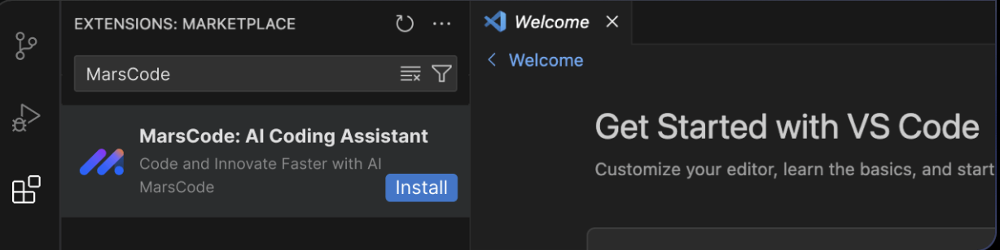 EXTENSIONS: MARKETPLACE
MarsCode
MarsCode: AI Coding Assistant
Code and Innovate Faster with AI
MarsCode
Install
Welcome
Welcome
Get Started with VS Code
Customize your editor, learn the basics, and start